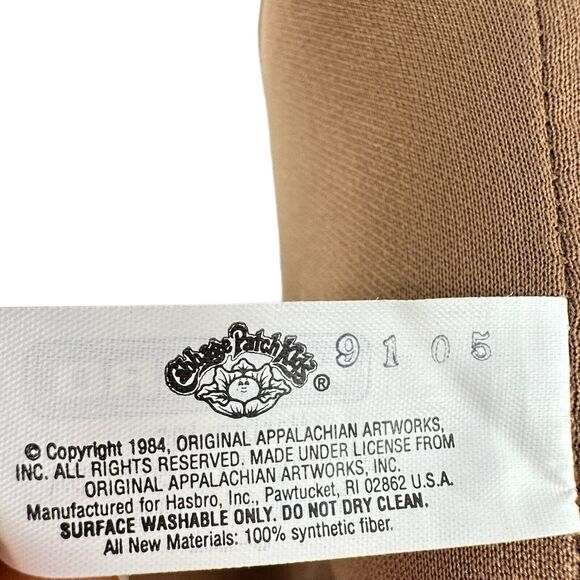 Cabbage Patch Kids ® 9105
© Copyright 1984, ORIGINAL APPALACHIAN ARTWORKS,
INC. ALL RIGHTS RESERVED. MADE UNDER LICENSE FROM
ORIGINAL APPALACHIAN ARTWORKS, INC.
Manufactured for Hasbro, Inc., Pawtucket, RI 02862 U.S.A.
SURFACE WASHABLE ONLY. DO NOT DRY CLEAN.
All New Materials: 100% synthetic fiber.